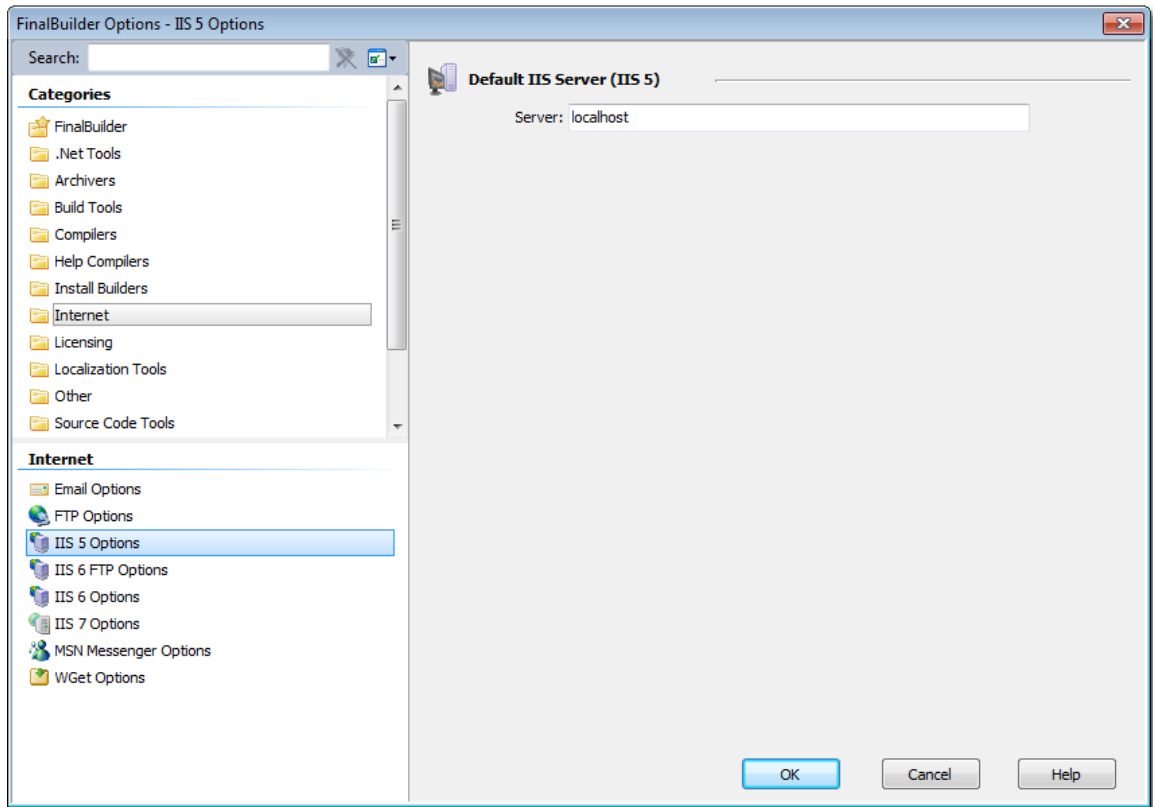 FinalBuilder Options - IIS 5 Options
Search:
Categories
FinalBuilder
.Net Tools
Archivers
Build Tools
Compilers
Help Compilers
Install Builders
Internet
Licensing
Localization Tools
Other
Source Code Tools
Internet
Email Options
FTP Options
IIS 5 Options
IIS 6 FTP Options
IIS 6 Options
IIS 7 Options
MSN Messenger Options
WGet Options
Default IIS Server (IIS 5)
Server: localhost
OK Cancel Help